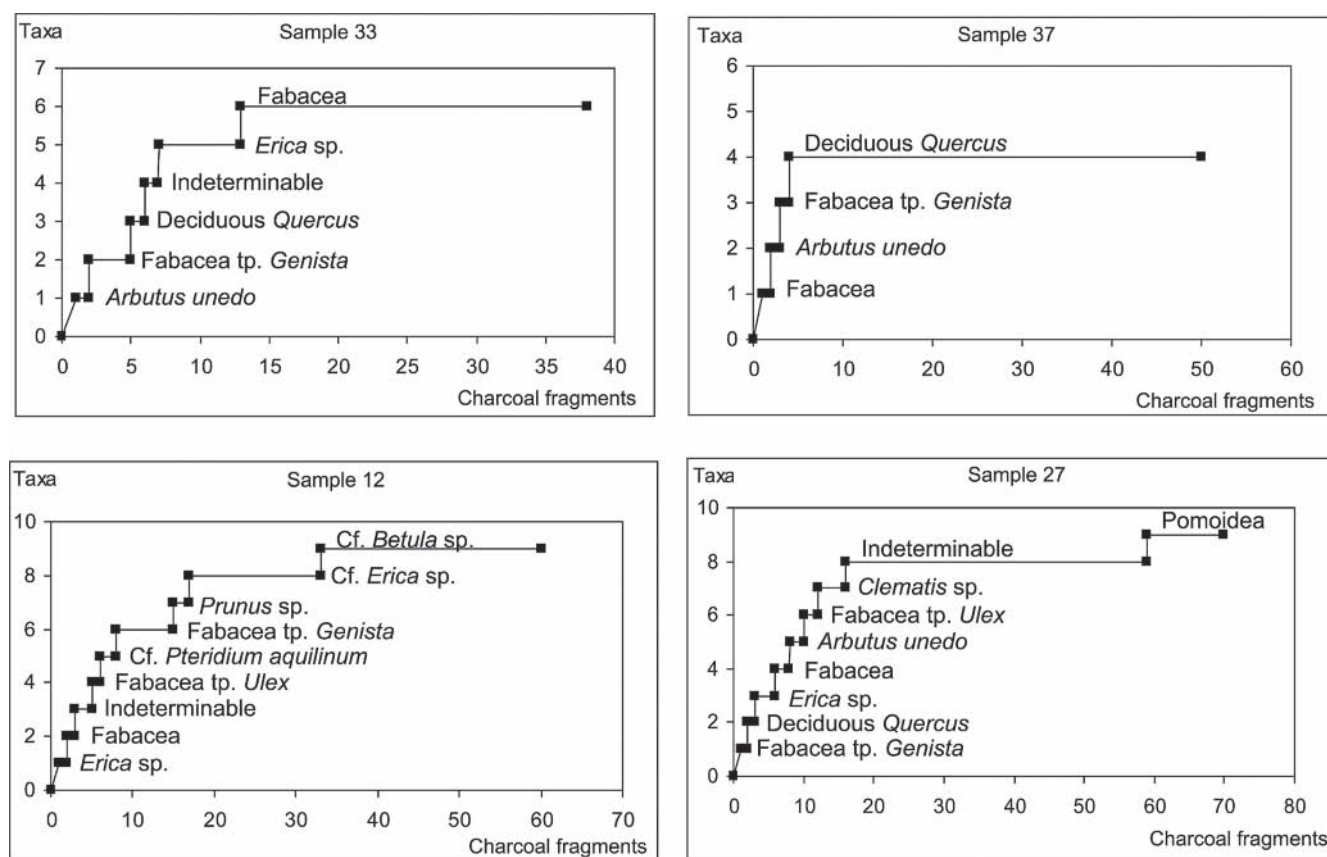 Taxa
Sample 33
7
6
5
4
3
2
1
0
Fabacea
Erica sp.
Indeterminable
Deciduous Quercus
Fabacea tp. Genista
Arbutus unedo
0 5 10 15 20 25 30 35 40
Charcoal fragments
Taxa
Sample 37
6
5
4
3
2
1
0
Deciduous Quercus
Fabacea tp. Genista
Arbutus unedo
Fabacea
0 10 20 30 40 50 60
Charcoal fragments
Taxa
Sample 12
10
8
6
4
2
0
Cf. Betula sp.
Cf. Erica sp.
Prunus sp.
Fabacea tp. Genista
Cf. Pteridium aquilinum
Fabacea tp. Ulex
Indeterminable
Fabacea
Erica sp.
0 10 20 30 40 50 60 70
Charcoal fragments
Taxa
Sample 27
10
8
6
4
2
0
Pomoidea
Indeterminable
Clematis sp.
Fabacea tp. Ulex
Arbutus unedo
Fabacea
Erica sp.
Deciduous Quercus
Fabacea tp. Genista
0 10 20 30 40 50 60 70 80
Charcoal fragments